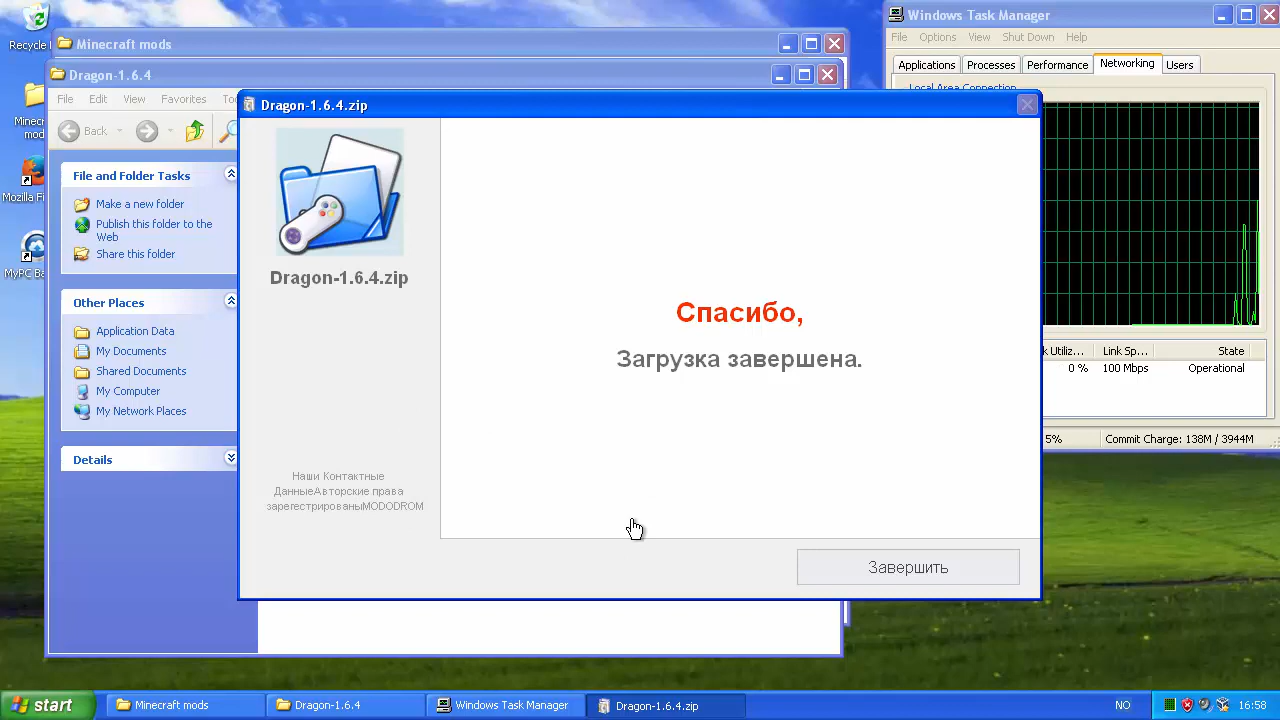 Recycle
Minecraft mods
Windows Task Manager
File Options View Shut Down Help
Applications Processes Performance Networking Users
Local Area Connection
Dragon-1.6.4
File Edit View Favorites
Back
Dragon-1.6.4.zip
File and Folder Tasks
Make a new folder
Publish this folder to the
Web
Share this folder
Other Places
Application Data
My Documents
Shared Documents
My Computer
My Network Places
Details
Dragon-1.6.4.zip
Спасибо,
Загрузка завершена.
Наши Контактные
ДанныеАвторские права
зарегестрированыMODODROM
Завершить
Link Sp... State
0 % 100 Mbps Operational
5% Commit Charge: 138M / 3944M
start Minecraft mods Dragon-1.6.4 Windows Task Manager Dragon-1.6.4.zip NO 16:58